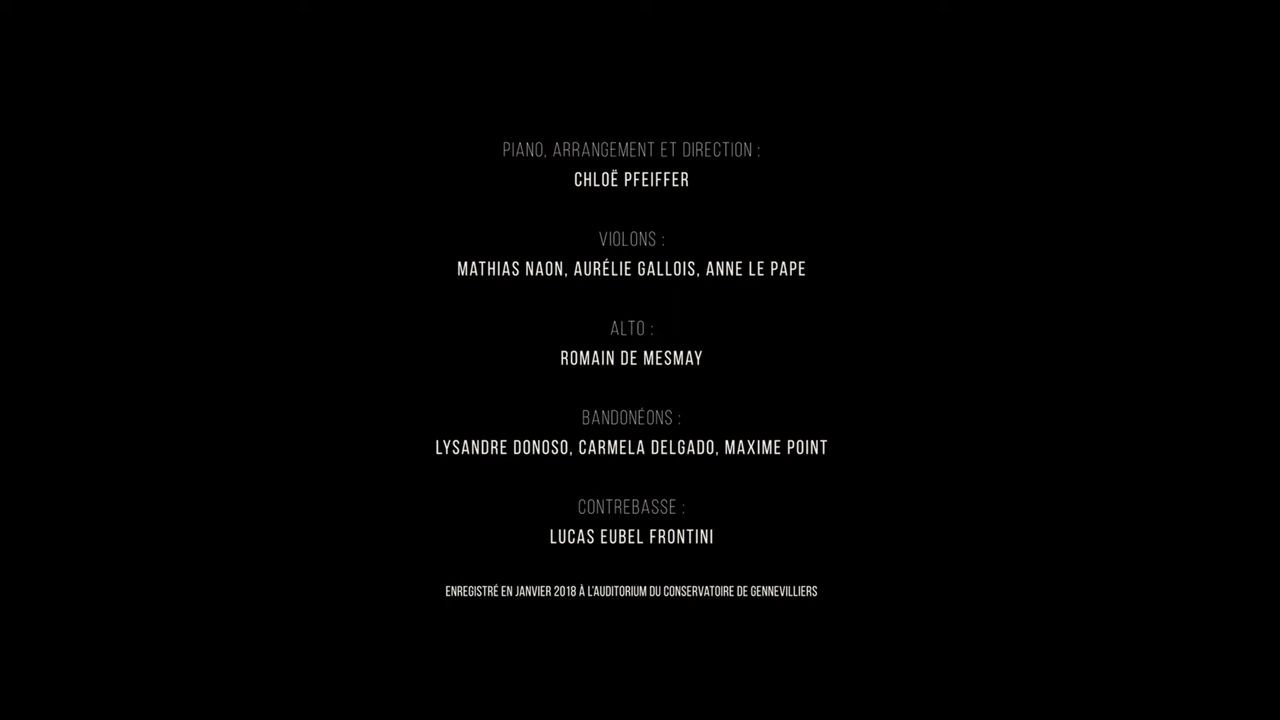 PIANO, ARRANGEMENT ET DIRECTION :
CHLOË PFEIFFER
VIOLONS :
MATHIAS NAON, AURÉLIE GALLOIS, ANNE LE PAPE
ALTO :
ROMAIN DE MESMAY
BANDONÉONS :
LYSANDRE DONOSO, CARMELA DELGADO, MAXIME POINT
CONTREBASSE :
LUCAS EUBEL FRONTINI
ENREGISTRÉ EN JANVIER 2018 À L'AUDITORIUM DU CONSERVATOIRE DE GENNEVILLIERS